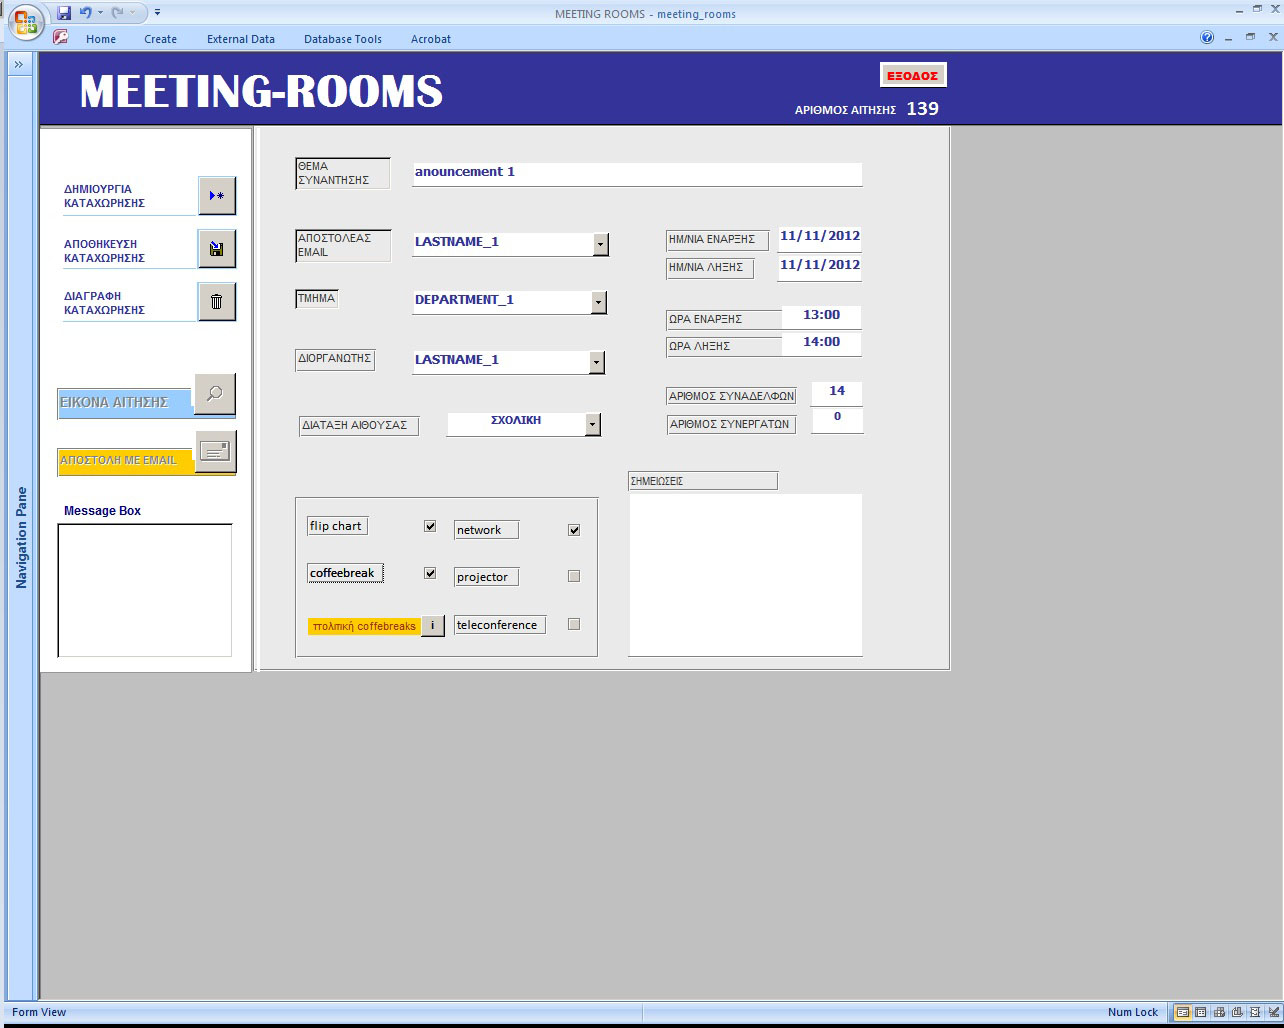 MEETING ROOMS - meeting_rooms
Home Create External Data Database Tools Acrobat
MEETING-ROOMS
ΕΞΟΔΟΣ
ΑΡΙΘΜΟΣ ΑΙΤΗΣΗΣ 139
ΔΗΜΙΟΥΡΓΙΑ
ΚΑΤΑΧΩΡΗΣΗΣ
ΑΠΟΘΗΚΕΥΣΗ
ΚΑΤΑΧΩΡΗΣΗΣ
ΔΙΑΓΡΑΦΗ
ΚΑΤΑΧΩΡΗΣΗΣ
ΕΙΚΟΝΑ ΑΙΤΗΣΗΣ
ΑΠΟΣΤΟΛΗ ΜΕ EMAIL
Message Box
Navigation Pane
ΘΕΜΑ
ΣΥΝΑΝΤΗΣΗΣ
anouncement 1
ΑΠΟΣΤΟΛΕΑΣ
EMAIL
LASTNAME_1
ΤΜΗΜΑ
DEPARTMENT_1
ΔΙΟΡΓΑΝΩΤΗΣ
LASTNAME_1
ΔΙΑΤΑΞΗ ΑΙΘΟΥΣΑΣ
ΣΧΟΛΙΚΗ
ΗΜ/ΝΙΑ ΕΝΑΡΞΗΣ 11/11/2012
ΗΜ/ΝΙΑ ΛΗΞΗΣ 11/11/2012
ΩΡΑ ΕΝΑΡΞΗΣ 13:00
ΩΡΑ ΛΗΞΗΣ 14:00
ΑΡΙΘΜΟΣ ΣΥΝΑΔΕΛΦΩΝ 14
ΑΡΙΘΜΟΣ ΣΥΝΕΡΓΑΤΩΝ 0
flip chart network
coffeebreak projector
πολιτική coffebreaks i teleconference
ΣΗΜΕΙΩΣΕΙΣ
Form View
Num Lock